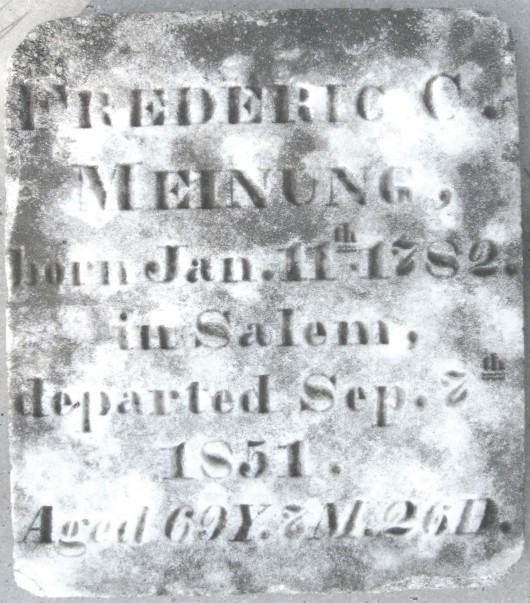 FREDERIC C.
MEINUNG,
born Jan. 11th 1782.
in Salem,
departed Sep. 7th
1851.
Aged 69Y. 7M. 26D.